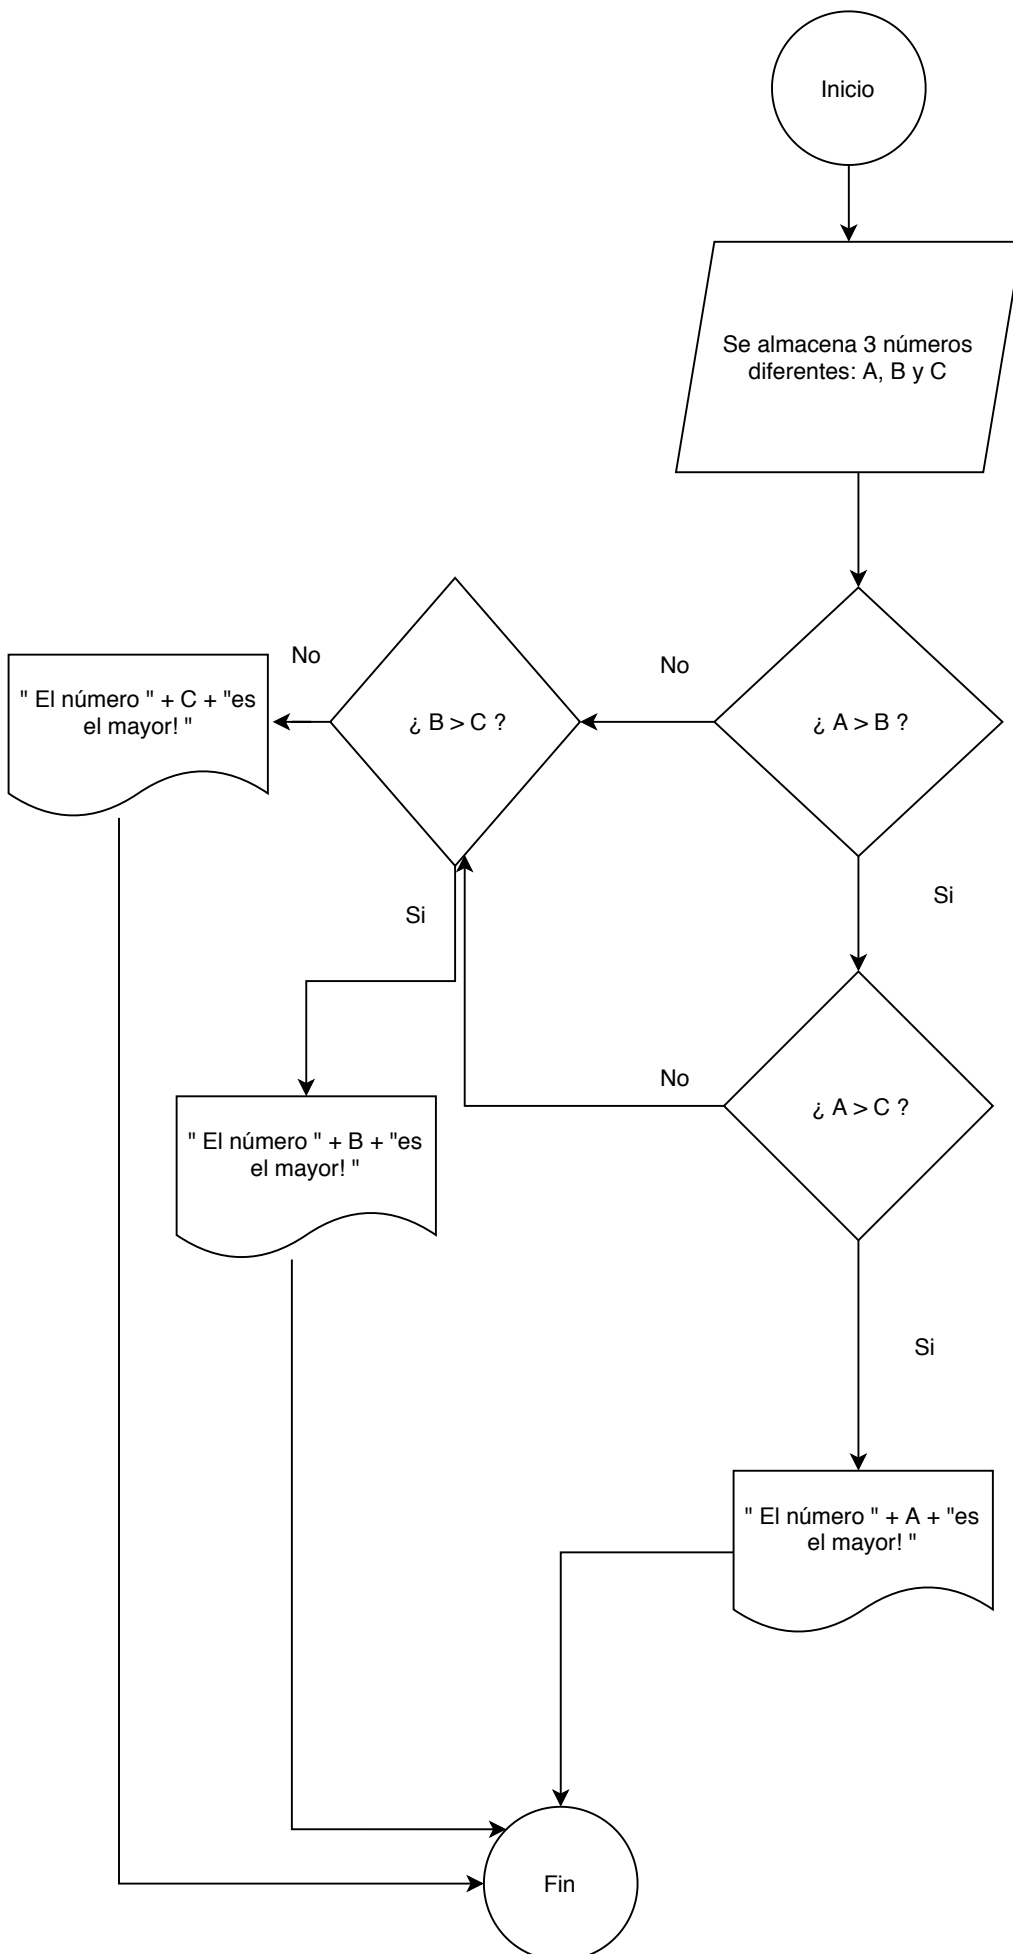 Inicio
Se almacena 3 números
diferentes: A, B y C
No
No
" El número " + C + "es
el mayor! "
¿ B > C ?
¿ A > B ?
Si
Si
No
¿ A > C ?
" El número " + B + "es
el mayor! "
Si
" El número " + A + "es
el mayor! "
Fin